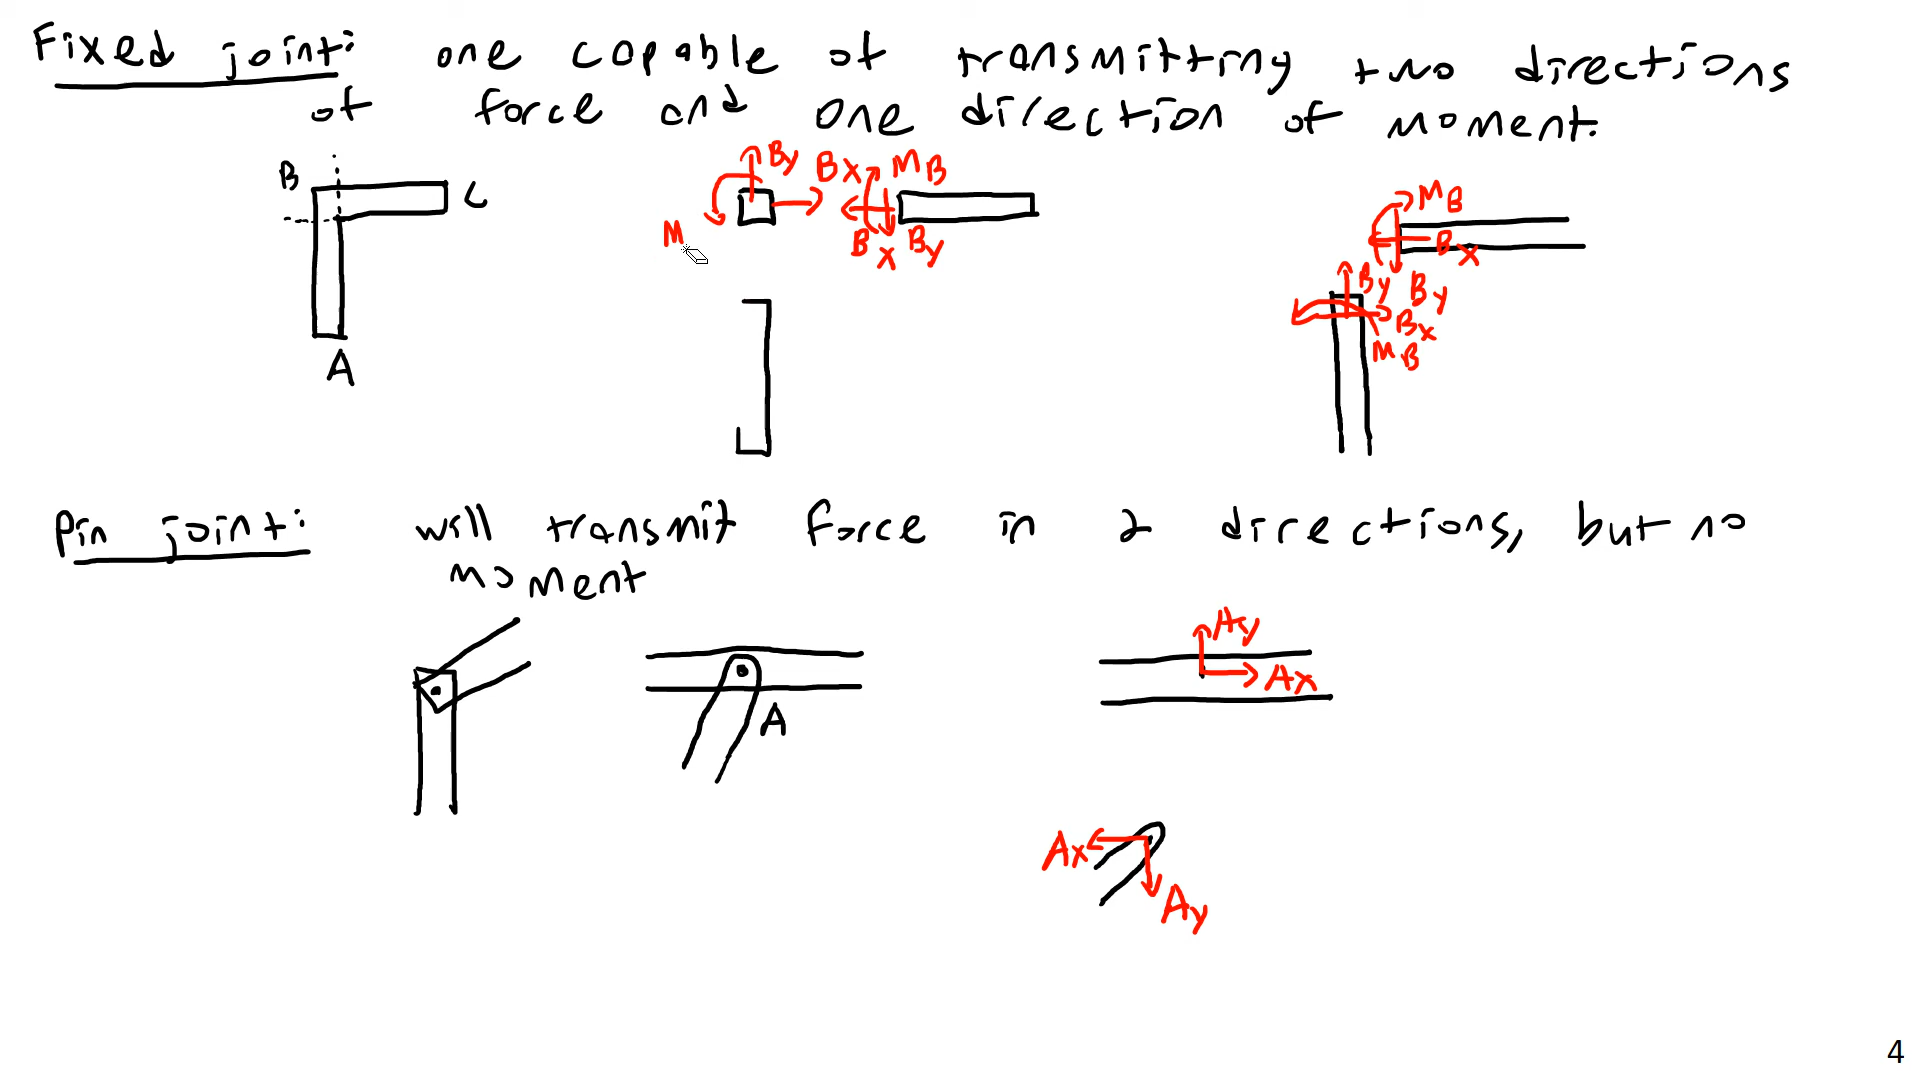 Fixed joint: one capable of transmitting two directions
of force and one direction of moment.
B
C
A
By
Bx
M
MB
Bx
By
MB
Bx
By
By
Bx
MB
Pin joint: will transmit force in 2 directions, but no
moment
A
Ay
Ax
Ax
Ay
4